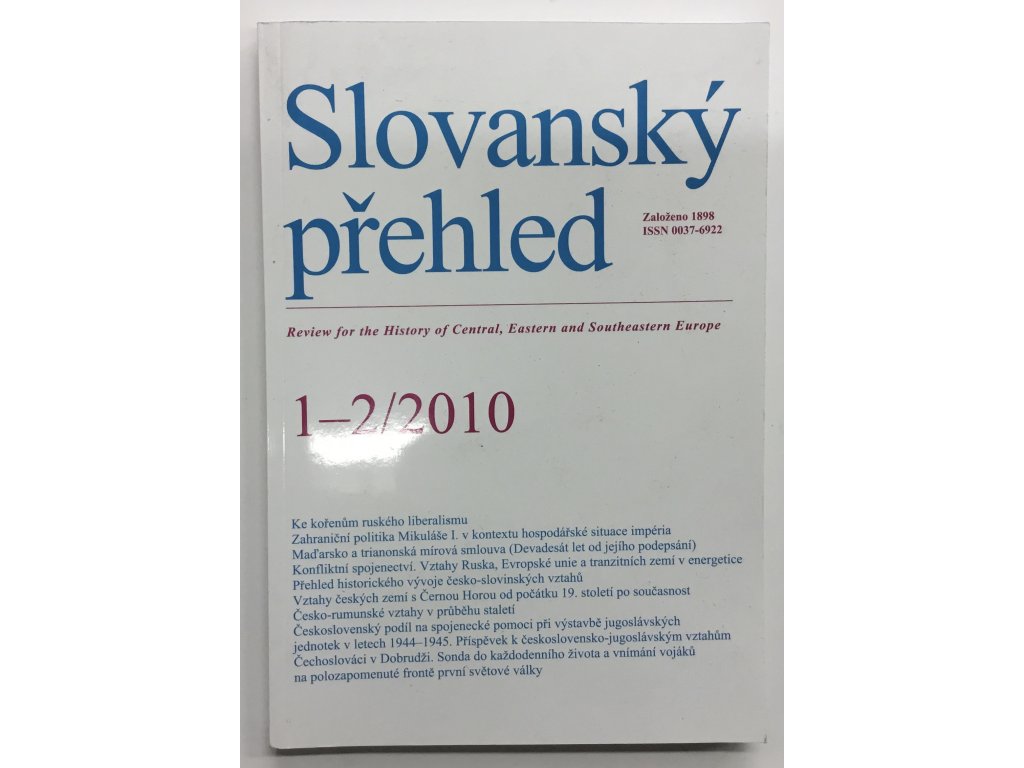 Slovanský
přehled
Založeno 1898
ISSN 0037-6922
Review for the History of Central, Eastern and Southeastern Europe
1–2/2010
Ke kořenům ruského liberalismu
Zahraniční politika Mikuláše I. v kontextu hospodářské situace impéria
Maďarsko a trianonská mírová smlouva (Devadesát let od jejího podepsání)
Konfliktní spojenectví. Vztahy Ruska, Evropské unie a tranzitních zemí v energetice
Přehled historického vývoje česko-slovinských vztahů
Vztahy českých zemí s Černou Horou od počátku 19. století po současnost
Česko-rumunské vztahy v průběhu staletí
Československý podíl na spojenecké pomoci při výstavbě jugoslávských
jednotek v letech 1944–1945. Příspěvek k československo-jugoslávským vztahům
Čechoslováci v Dobrudži. Sonda do každodenního života a vnímání vojáků
na polozapomenuté frontě první světové války